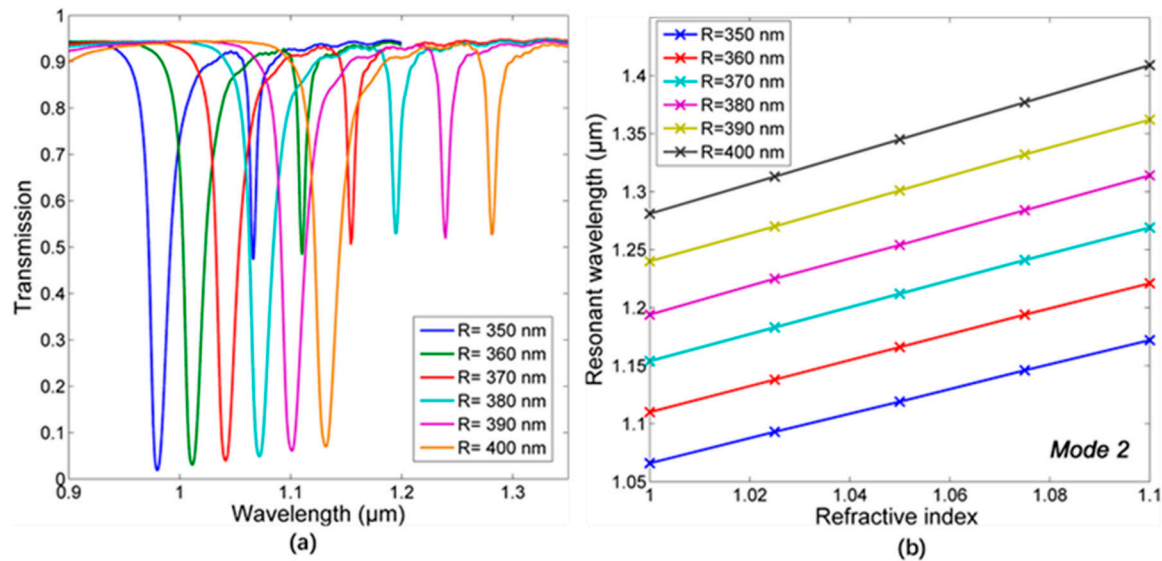 1
0.9
0.8
0.7
0.6
0.5
0.4
0.3
0.2
0.1
0
Transmission
R= 350 nm
R= 360 nm
R= 370 nm
R= 380 nm
R= 390 nm
R= 400 nm
0.9 1 1.1 1.2 1.3
Wavelength (μm)
(a)
R=350 nm
R=360 nm
R=370 nm
R=380 nm
R=390 nm
R=400 nm
1.4
1.35
1.3
1.25
1.2
1.15
1.1
1.05
Resonant wavelength (μm)
Mode 2
1 1.02 1.04 1.06 1.08 1.1
Refractive index
(b)